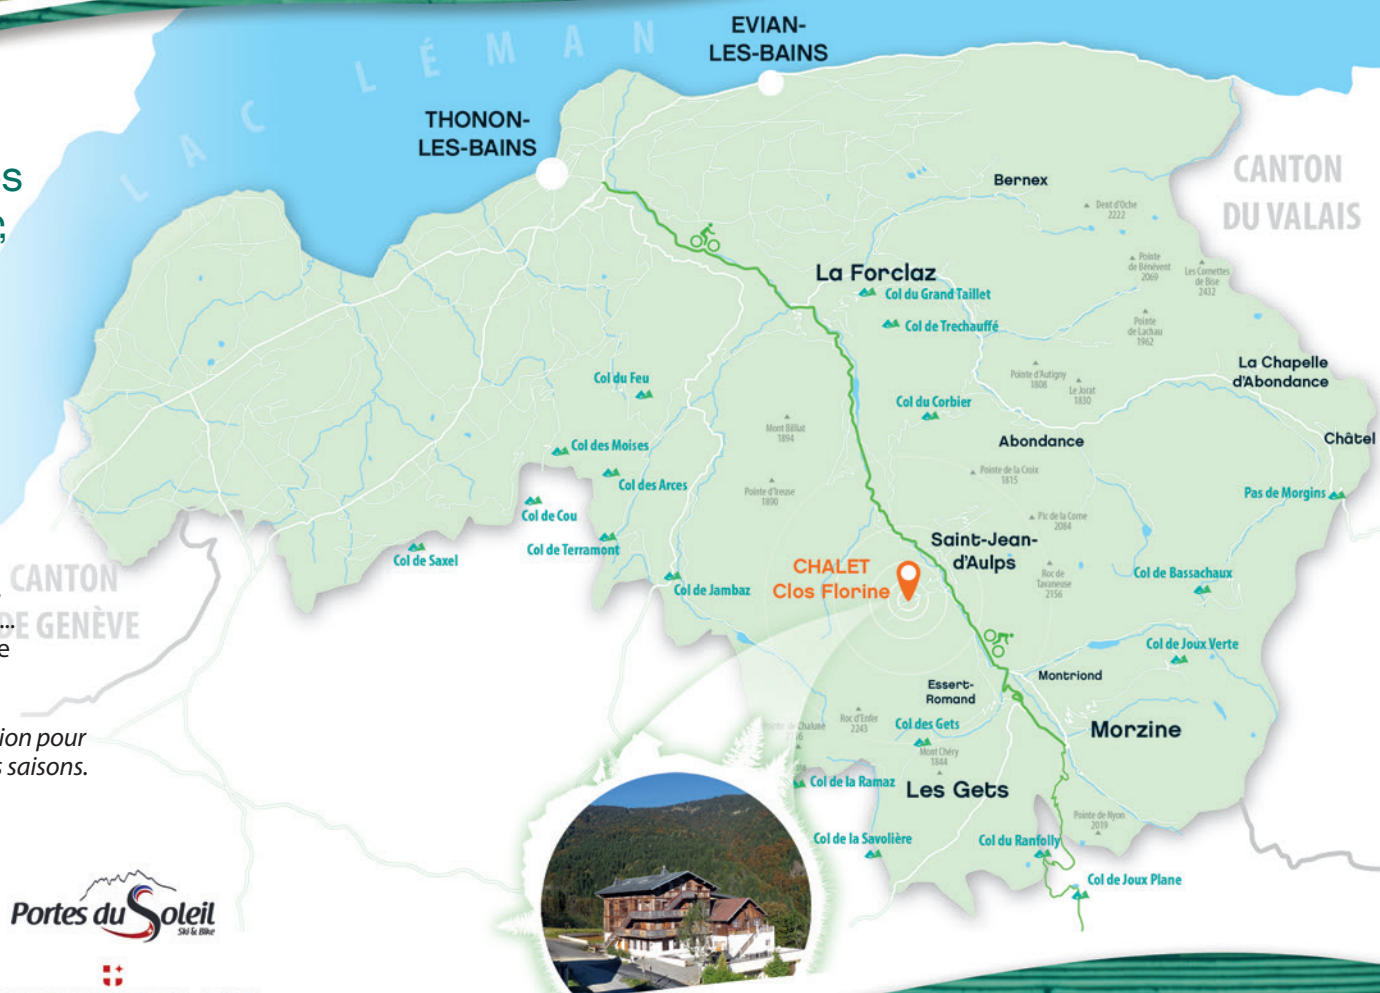 EVIAN-
LES-BAINS
LAC LÉMAN
THONON-
LES-BAINS
CANTON
DU VALAIS
Bernex
Dent d'Oche
2222
La Forclaz
Pointe
de Bénévent
2069
Les Cornettes
de Bise
2432
Col du Grand Taillet
Col de Trechauffé
Pointe
de Lachau
1962
La Chapelle
d'Abondance
Col du Feu
Pointe d'Autigny
1808
Le Jorat
1830
Col du Corbier
Mont Billiat
1894
Abondance
Châtel
Col des Moises
Pointe de la Croix
1815
Col des Arces
Pointe d'Ireuse
1890
Pas de Morgins
Col de Cou
Pic de la Corne
2084
Col de Terramont
Col de Saxel
Saint-Jean-
d'Aulps
CHALET
Clos Florine
Roc de
Tavaneuse
2156
Col de Bassachaux
Col de Jambaz
CANTON
DE GENÈVE
...
e
Col de Joux Verte
Montriond
Essert-
Romand
Roc d'Enfer
2243
Col des Gets
Morzine
Mont Chéry
1844
ion pour
s saisons.
Col de la Ramaz
Les Gets
Pointe de Nyon
2019
Col de la Savolière
Col du Ranfolly
Col de Joux Plane
Portes du Soleil
Ski & Bike